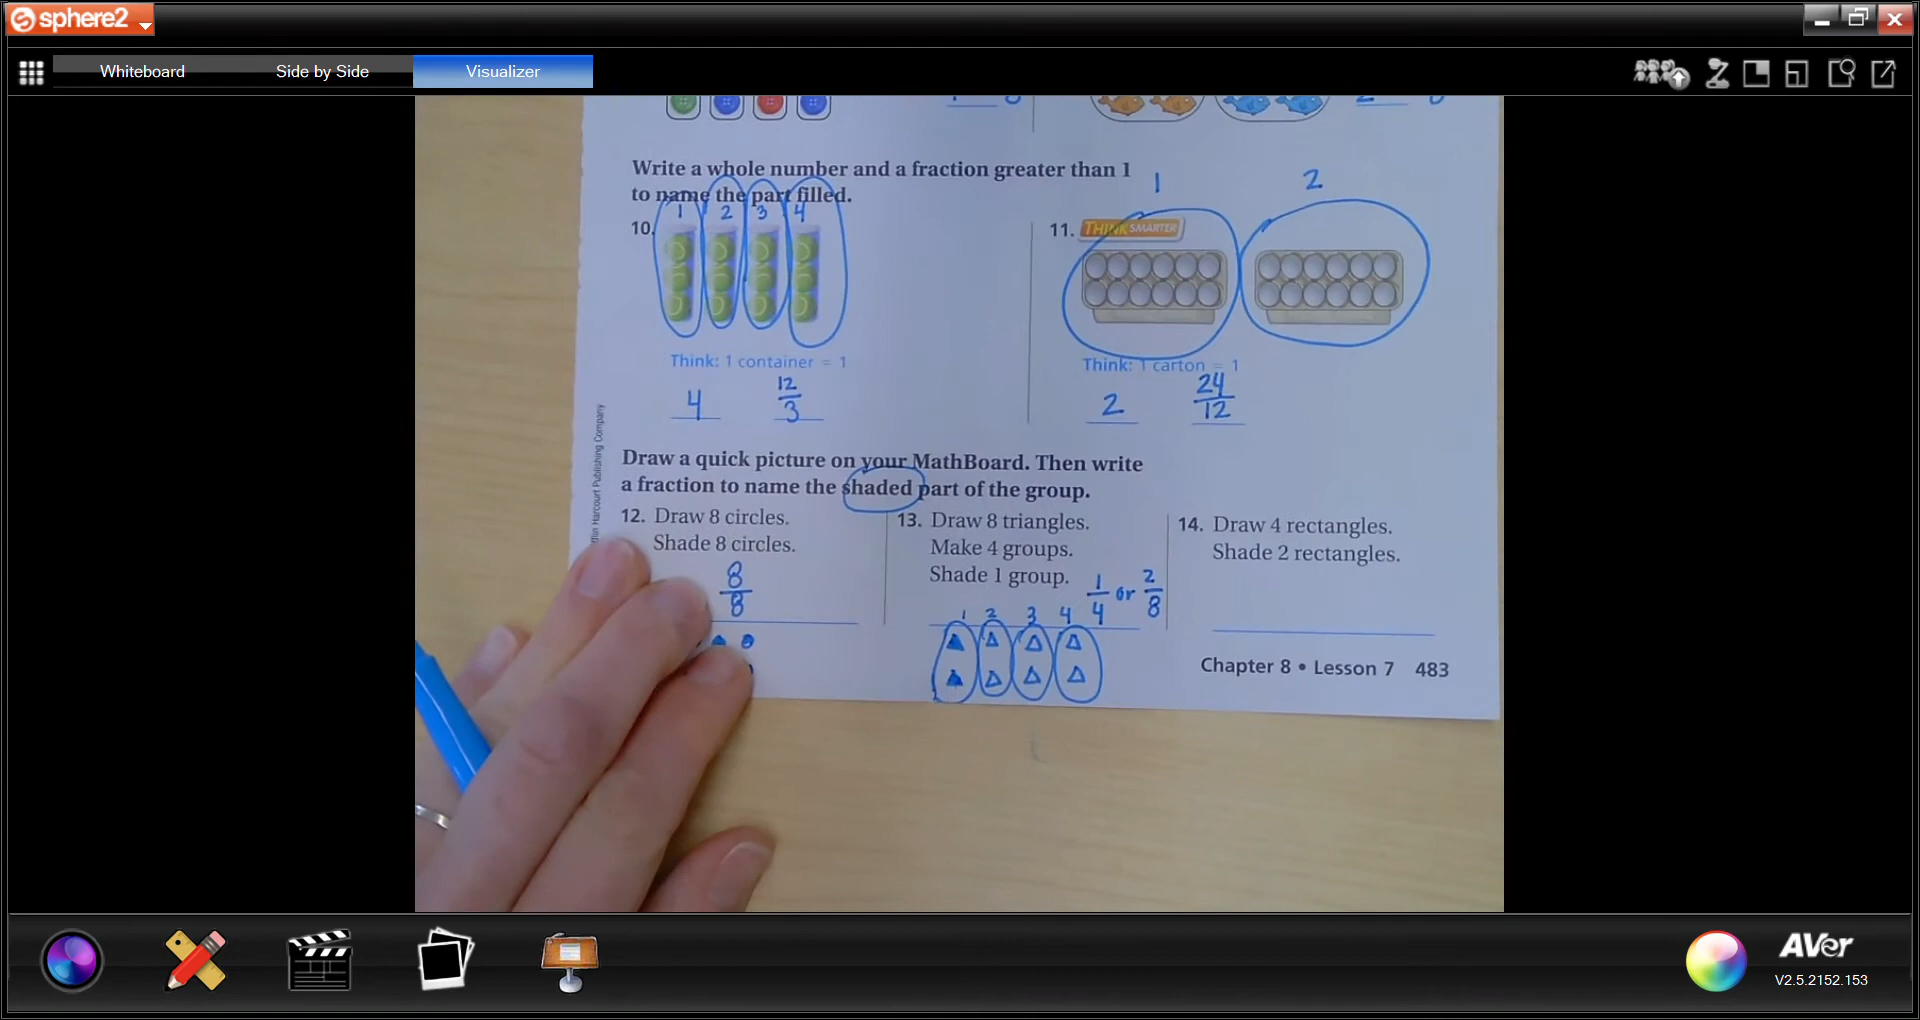 sphere2
Whiteboard Side by Side Visualizer
Write a whole number and a fraction greater than 1
to name the part filled.
1 2
10. 1 2 3 4
11. THINK SMARTER
Think: 1 container = 1
Think: 1 carton = 1
4 12/3
2 24/12
Draw a quick picture on your MathBoard. Then write
a fraction to name the shaded part of the group.
12. Draw 8 circles.
Shade 8 circles.
8/8
13. Draw 8 triangles.
Make 4 groups.
Shade 1 group.
1/4 or 2/8
1 2 3 4
14. Draw 4 rectangles.
Shade 2 rectangles.
Chapter 8 • Lesson 7 483
Harcourt Publishing Company
AVer
V2.5.2152.153